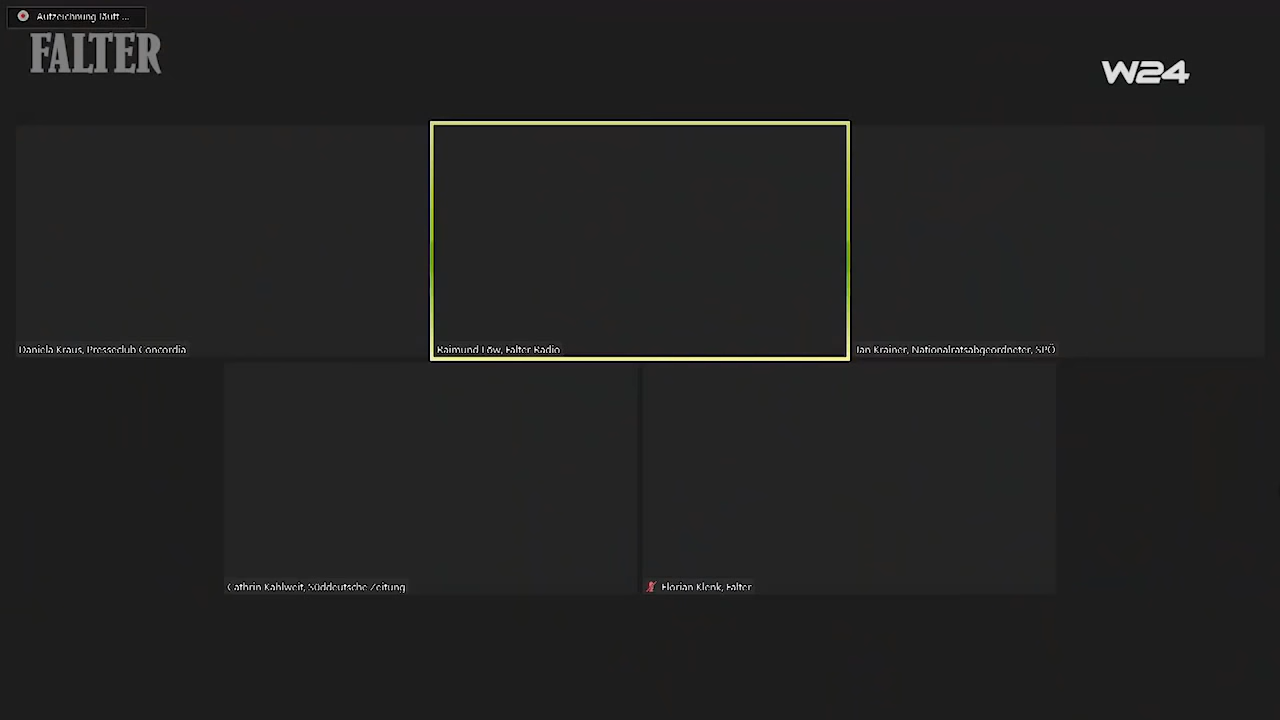 Aufzeichnung läuft ...
FALTER
W24
Daniela Kraus, Presseclub Concordia
Raimund Löw, Falter Radio
Jan Krainer, Nationalratsabgeordneter, SPÖ
Cathrin Kahlweit, Süddeutsche Zeitung
Florian Klenk, Falter